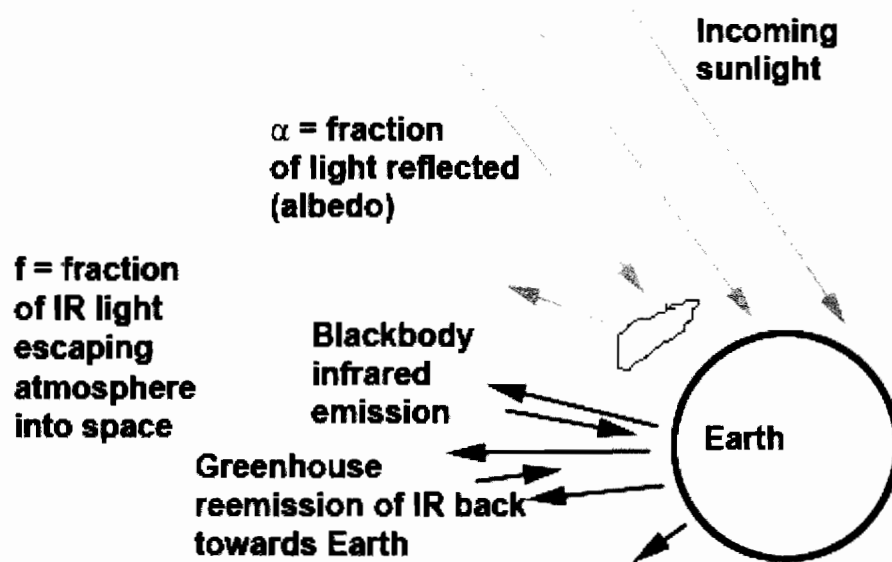 Incoming
sunlight
α = fraction
of light reflected
(albedo)
f = fraction
of IR light
escaping
atmosphere
into space
Blackbody
infrared
emission
Earth
Greenhouse
reemission of IR back
towards Earth